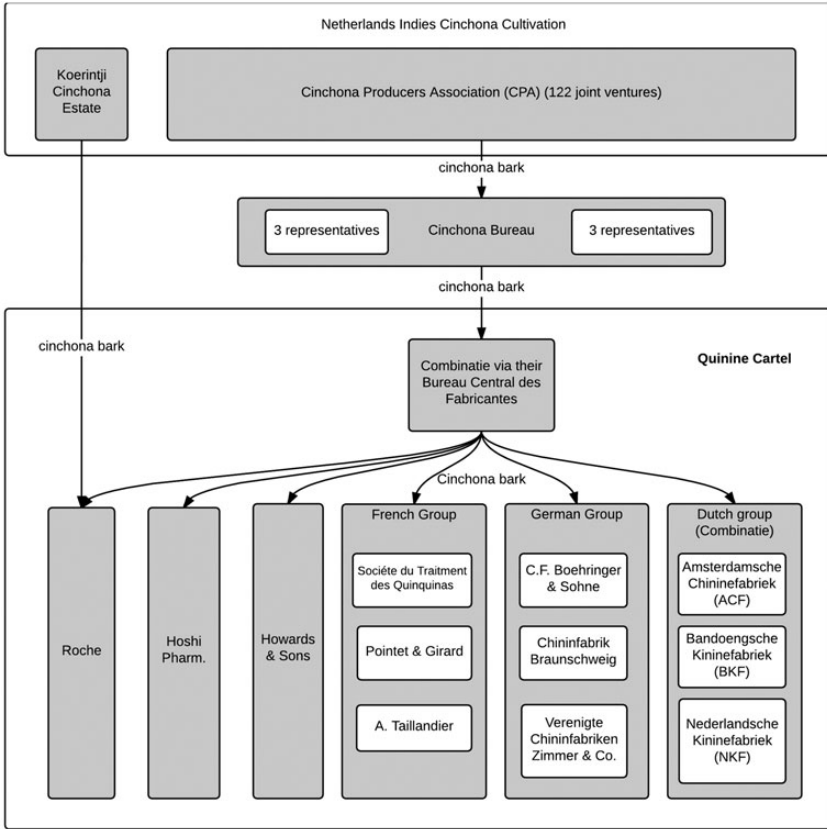 Netherlands Indies Cinchona Cultivation
Koerintji
Cinchona
Estate
Cinchona Producers Association (CPA) (122 joint ventures)
cinchona bark
3 representatives
Cinchona Bureau
3 representatives
cinchona bark
cinchona bark
Combinatie via their
Bureau Central des
Fabricantes
Quinine Cartel
Cinchona bark
Roche
Hoshi
Pharm.
Howards
& Sons
French Group
Sociéte du Traitment
des Quinquinas
Pointet & Girard
A. Taillandier
German Group
C.F. Boehringer
& Sohne
Chininfabrik
Braunschweig
Verenigte
Chininfabriken
Zimmer & Co.
Dutch group
(Combinatie)
Amsterdamsche
Chininefabriek
(ACF)
Bandoengsche
Kininefabriek
(BKF)
Nederlandsche
Kininefabriek
(NKF)